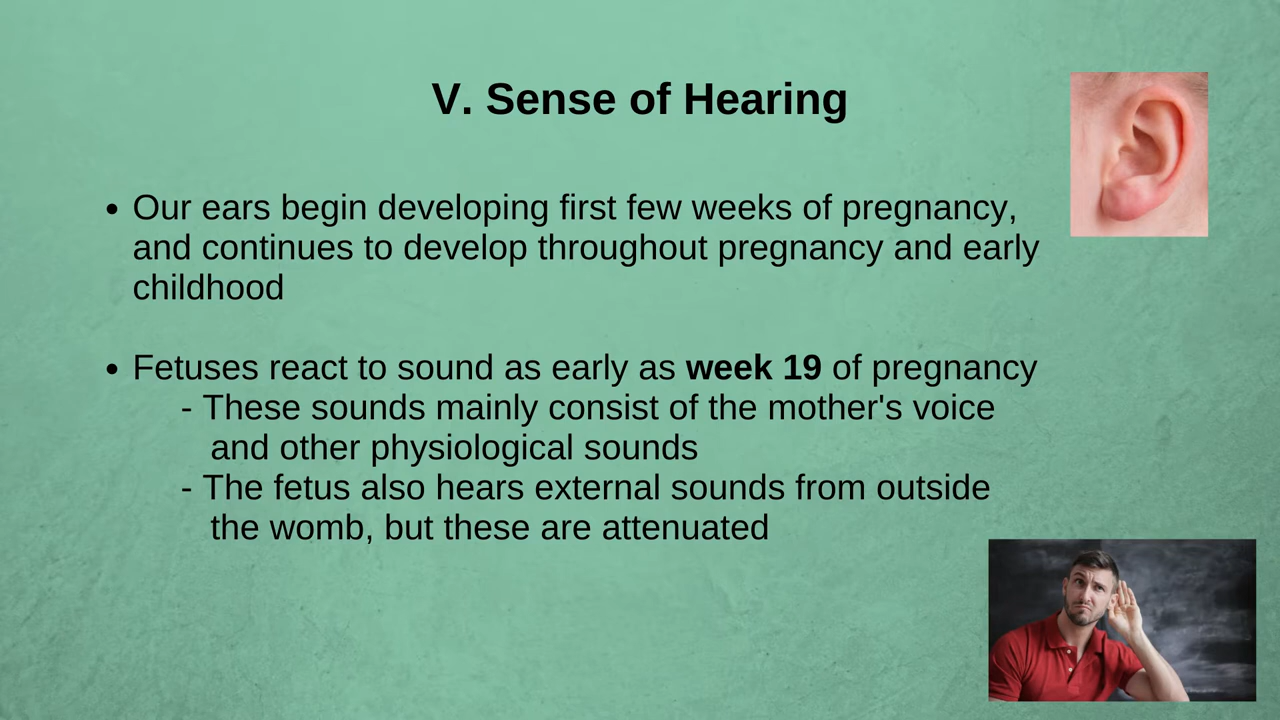 V. Sense of Hearing
• Our ears begin developing first few weeks of pregnancy,
and continues to develop throughout pregnancy and early
childhood
• Fetuses react to sound as early as week 19 of pregnancy
- These sounds mainly consist of the mother's voice
and other physiological sounds
- The fetus also hears external sounds from outside
the womb, but these are attenuated